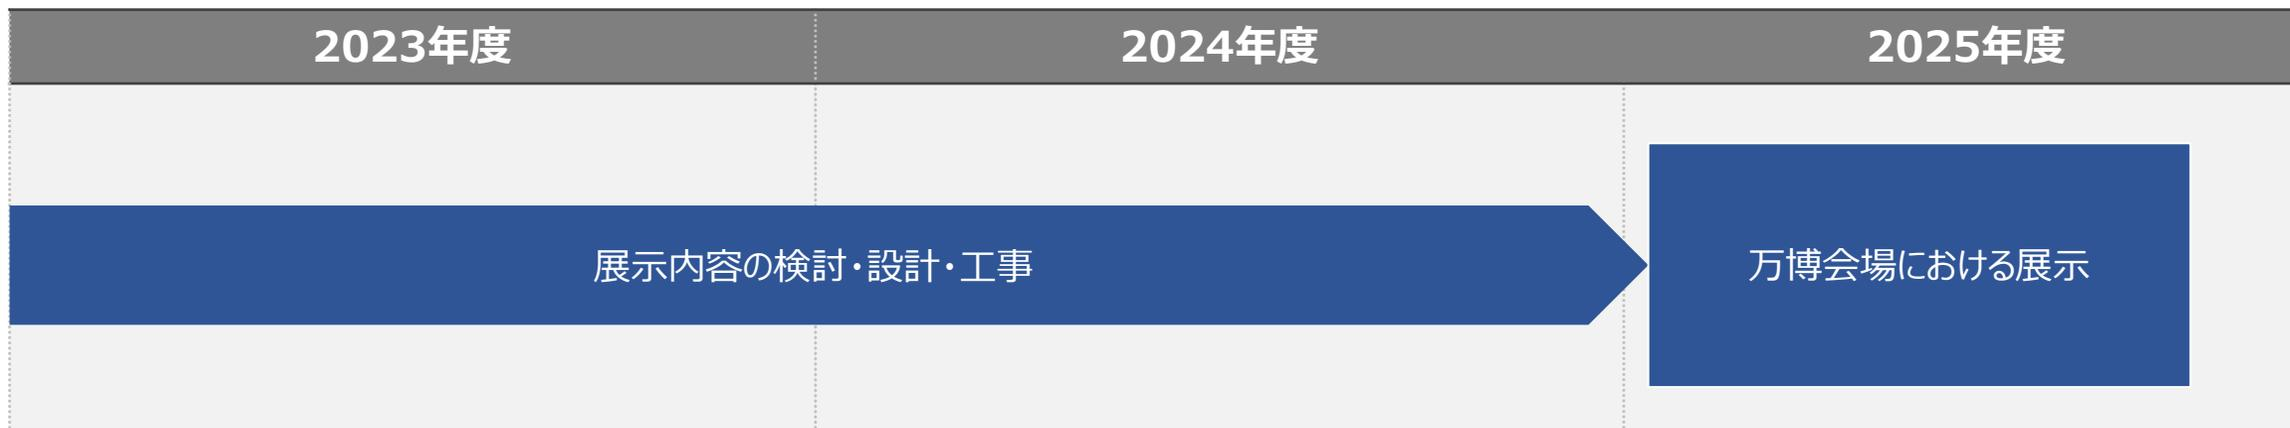 2023年度 2024年度 2025年度
展示内容の検討・設計・工事
万博会場における展示